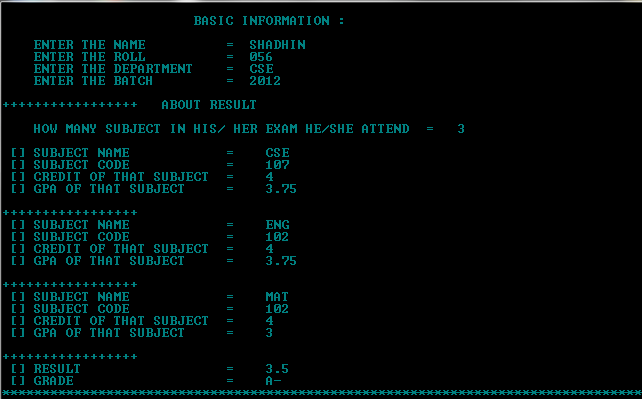 BASIC INFORMATION :
ENTER THE NAME = SHADHIN
ENTER THE ROLL = 056
ENTER THE DEPARTMENT = CSE
ENTER THE BATCH = 2012
+++++++++++++++++ ABOUT RESULT
HOW MANY SUBJECT IN HIS/ HER EXAM HE/SHE ATTEND = 3
[] SUBJECT NAME = CSE
[] SUBJECT CODE = 107
[] CREDIT OF THAT SUBJECT = 4
[] GPA OF THAT SUBJECT = 3.75
+++++++++++++++++
[] SUBJECT NAME = ENG
[] SUBJECT CODE = 102
[] CREDIT OF THAT SUBJECT = 4
[] GPA OF THAT SUBJECT = 3.75
+++++++++++++++++
[] SUBJECT NAME = MAT
[] SUBJECT CODE = 102
[] CREDIT OF THAT SUBJECT = 4
[] GPA OF THAT SUBJECT = 3
+++++++++++++++++
[] RESULT = 3.5
[] GRADE = A-
********************************************************************************